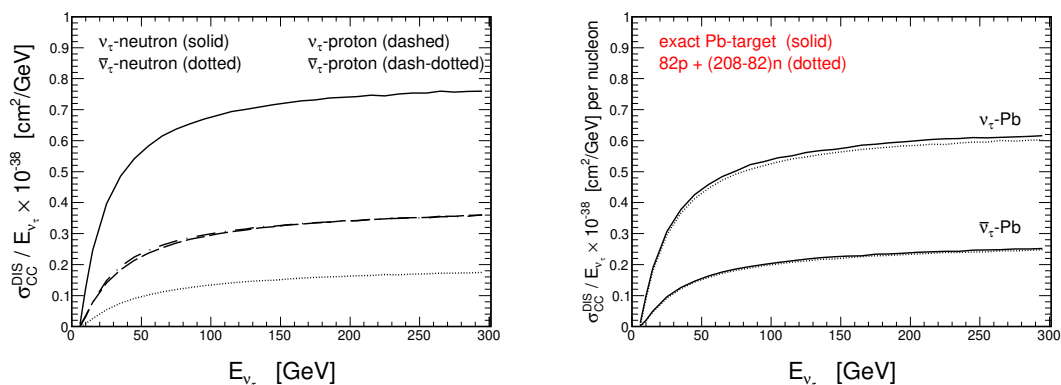 σ_CC^DIS / E_ν_τ × 10^-38 [cm²/GeV]
1
0.9
0.8
0.7
0.6
0.5
0.4
0.3
0.2
0.1
0
ν_τ-neutron (solid) ν_τ-proton (dashed)
ν̅_τ-neutron (dotted) ν̅_τ-proton (dash-dotted)
0 50 100 150 200 250 300
E_ν_τ [GeV]
σ_CC^DIS / E_ν_τ × 10^-38 [cm²/GeV] per nucleon
1
0.9
0.8
0.7
0.6
0.5
0.4
0.3
0.2
0.1
0
exact Pb-target (solid)
82p + (208-82)n (dotted)
ν_τ-Pb
ν̅_τ-Pb
0 50 100 150 200 250 300
E_ν_τ [GeV]